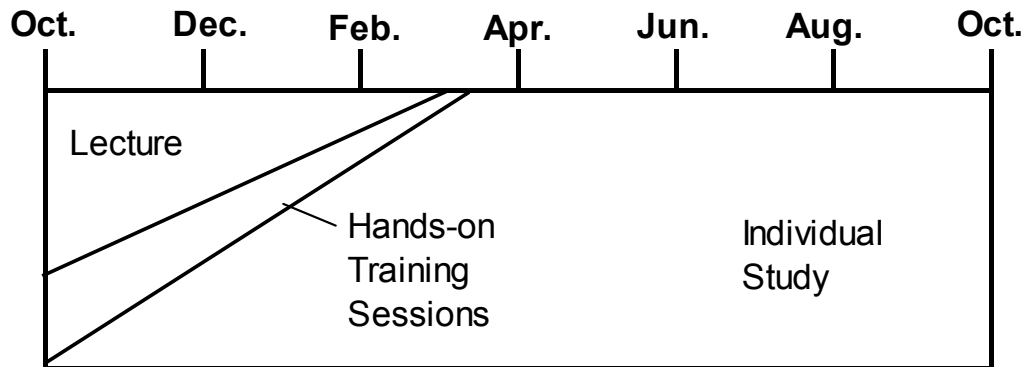 Oct. Dec. Feb. Apr. Jun. Aug. Oct.
Lecture
Hands-on
Training
Sessions
Individual
Study